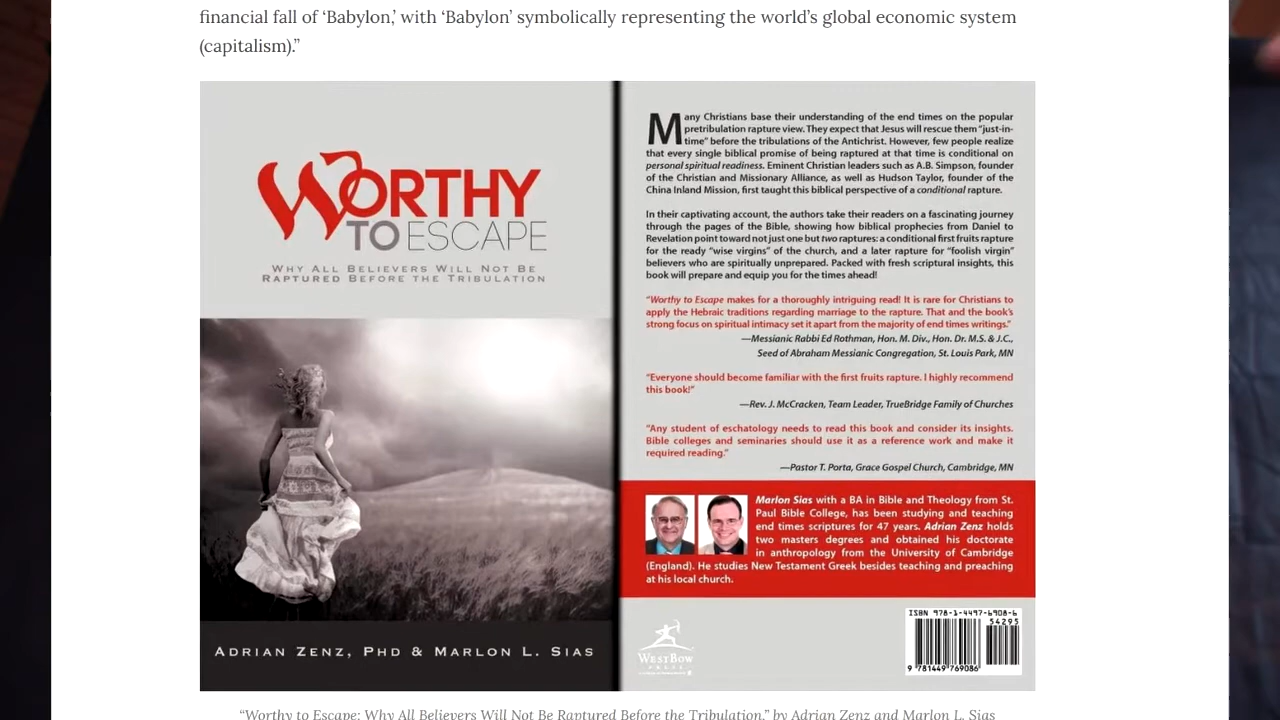 financial fall of ‘Babylon,’ with ‘Babylon’ symbolically representing the world’s global economic system
(capitalism).”
WORTHY
TO ESCAPE
WHY ALL BELIEVERS WILL NOT BE
RAPTURED BEFORE THE TRIBULATION
ADRIAN ZENZ, PHD & MARLON L. SIAS
Many Christians base their understanding of the end times on the popular
pretribulation rapture view. They expect that Jesus will rescue them “just-in-
time” before the tribulations of the Antichrist. However, few people realize
that every single biblical promise of being raptured at that time is conditional on
personal spiritual readiness. Eminent Christian leaders such as A.B. Simpson, founder
of the Christian and Missionary Alliance, as well as Hudson Taylor, founder of the
China Inland Mission, first taught this biblical perspective of a conditional rapture.
In their captivating account, the authors take their readers on a fascinating journey
through the pages of the Bible, showing how biblical prophecies from Daniel to
Revelation point toward not just one but two raptures: a conditional first fruits rapture
for the ready “wise virgins” of the church, and a later rapture for “foolish virgin”
believers who are spiritually unprepared. Packed with fresh scriptural insights, this
book will prepare and equip you for the times ahead!
“Worthy to Escape makes for a thoroughly intriguing read! It is rare for Christians to
apply the Hebraic traditions regarding marriage to the rapture. That and the book’s
strong focus on spiritual intimacy set it apart from the majority of end times writings.”
—Messianic Rabbi Ed Rothman, Hon. M. Div., Hon. Dr. M.S. & J.C.,
Seed of Abraham Messianic Congregation, St. Louis Park, MN
“Everyone should become familiar with the first fruits rapture. I highly recommend
this book!”
—Rev. J. McCracken, Team Leader, TrueBridge Family of Churches
“Any student of eschatology needs to read this book and consider its insights.
Bible colleges and seminaries should use it as a reference work and make it
required reading.”
—Pastor T. Porta, Grace Gospel Church, Cambridge, MN
Marlon Sias with a BA in Bible and Theology from St.
Paul Bible College, has been studying and teaching
end times scriptures for 47 years. Adrian Zenz holds
two masters degrees and obtained his doctorate
in anthropology from the University of Cambridge
(England). He studies New Testament Greek besides teaching and preaching
at his local church.
WESTBOW
PRESS
ISBN 978-1-4497-6908-6
54295
9 781449 769086
“Worthy to Escape: Why All Believers Will Not Be Raptured Before the Tribulation,” by Adrian Zenz and Marlon L. Sias